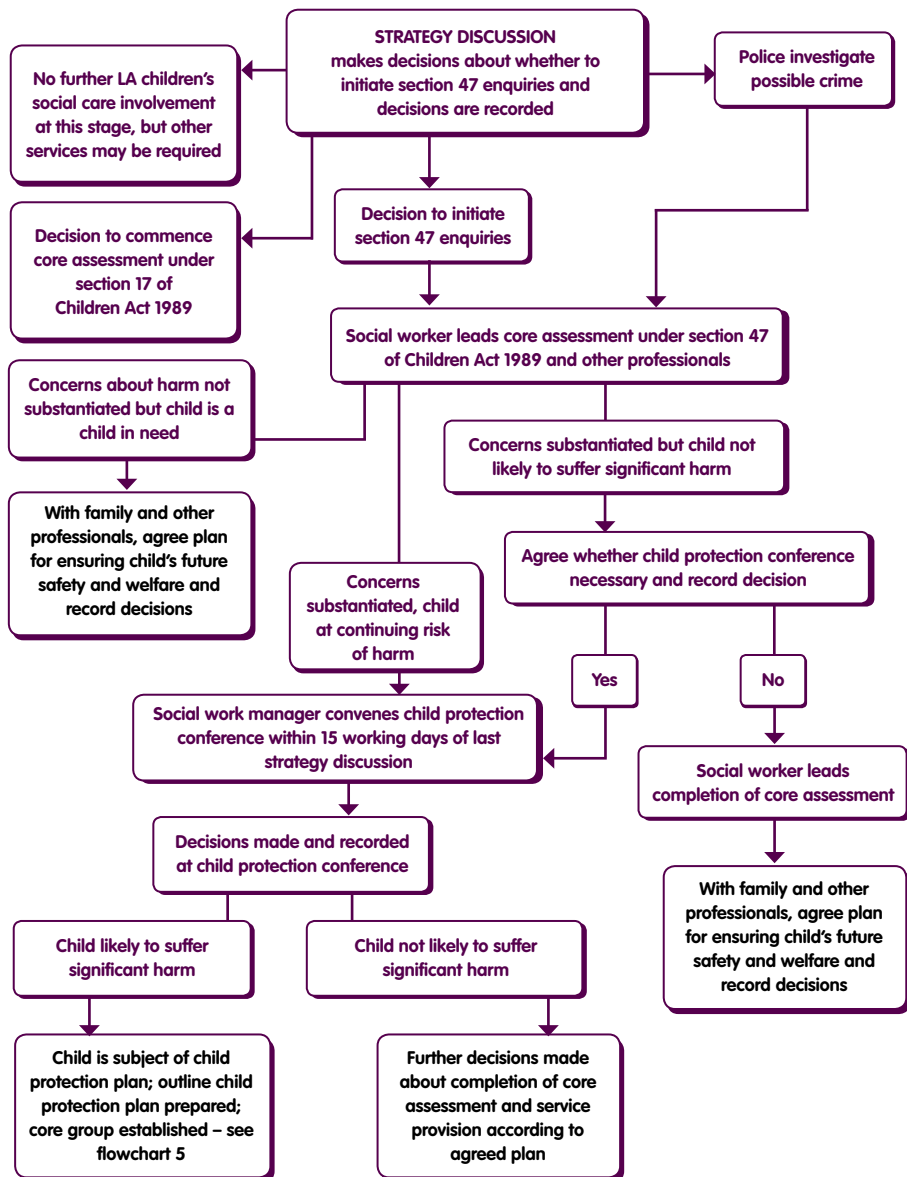 STRATEGY DISCUSSION
makes decisions about whether to
initiate section 47 enquiries and
decisions are recorded
No further LA children’s
social care involvement
at this stage, but other
services may be required
Police investigate
possible crime
Decision to initiate
section 47 enquiries
Decision to commence
core assessment under
section 17 of
Children Act 1989
Social worker leads core assessment under section 47
of Children Act 1989 and other professionals
Concerns about harm not
substantiated but child is a
child in need
Concerns substantiated but child not
likely to suffer significant harm
With family and other
professionals, agree plan
for ensuring child’s future
safety and welfare and
record decisions
Agree whether child protection conference
necessary and record decision
Concerns
substantiated, child
at continuing risk
of harm
Yes
No
Social work manager convenes child protection
conference within 15 working days of last
strategy discussion
Social worker leads
completion of core assessment
Decisions made and recorded
at child protection conference
With family and other
professionals, agree plan
for ensuring child’s future
safety and welfare and
record decisions
Child likely to suffer
significant harm
Child not likely to suffer
significant harm
Child is subject of child
protection plan; outline child
protection plan prepared;
core group established – see
flowchart 5
Further decisions made
about completion of core
assessment and service
provision according to
agreed plan